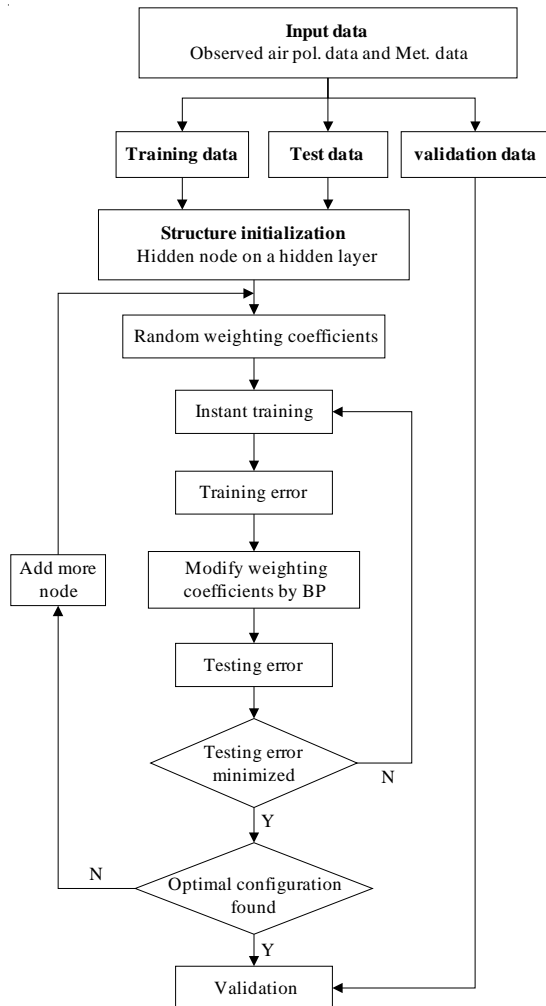 Input data
Observed air pol. data and Met. data
Training data
Test data
validation data
Structure initialization
Hidden node on a hidden layer
Random weighting coefficients
Instant training
Training error
Add more
node
Modify weighting
coefficients by BP
Testing error
Testing error
minimized
N
Y
N
Optimal configuration
found
Y
Validation